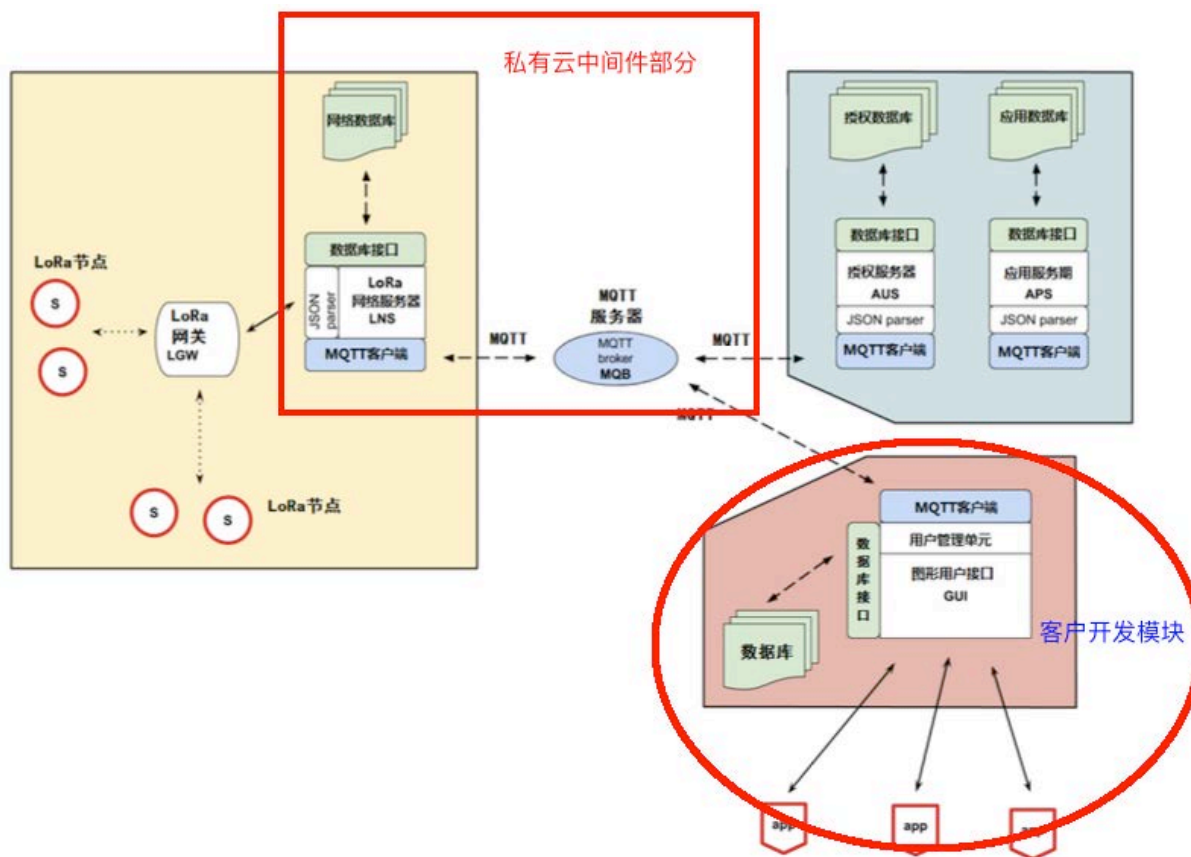 私有云中间件部分
网络数据库
数据库接口
JSON parser
LoRa
网络服务器
LNS
MQTT客户端
LoRa节点
S
S
LoRa
网关
LGW
S
S
LoRa节点
MQTT
MQTT
服务器
MQTT
broker
MQB
MQTT
MQTT
授权数据库
数据库接口
授权服务器
AUS
JSON parser
MQTT客户端
应用数据库
数据库接口
应用服务期
APS
JSON parser
MQTT客户端
MQTT客户端
用户管理单元
图形用户接口
GUI
数据库接口
数据库
客户开发模块
app
app
app